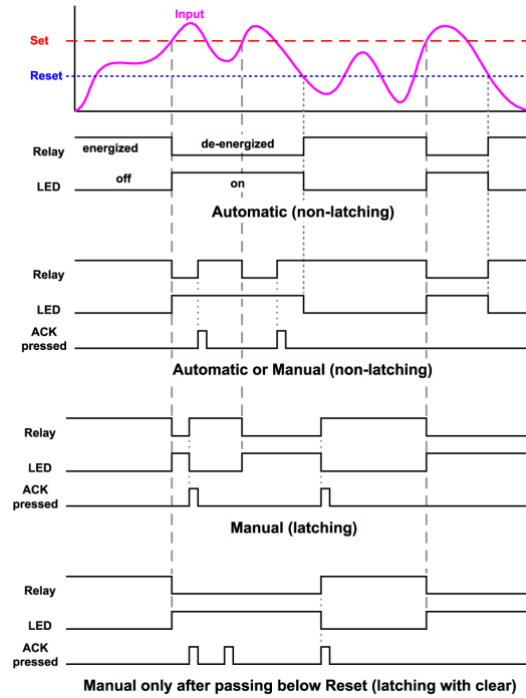 Input
Set
Reset
energized
de-energized
Relay
off
on
LED
Automatic (non-latching)
Relay
LED
ACK
pressed
Automatic or Manual (non-latching)
Relay
LED
ACK
pressed
Manual (latching)
Relay
LED
ACK
pressed
Manual only after passing below Reset (latching with clear)